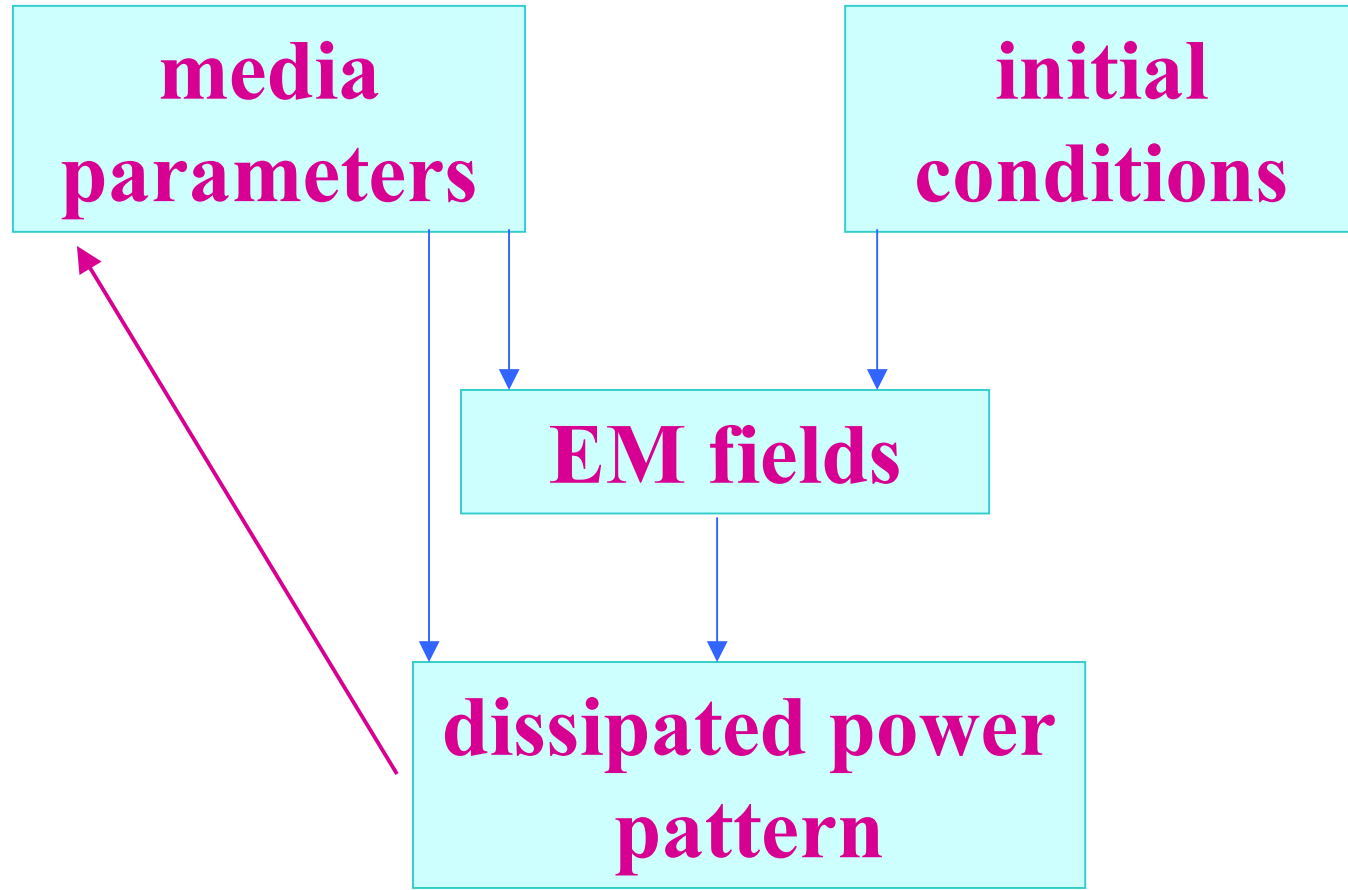 media
parameters
initial
conditions
EM fields
dissipated power
pattern